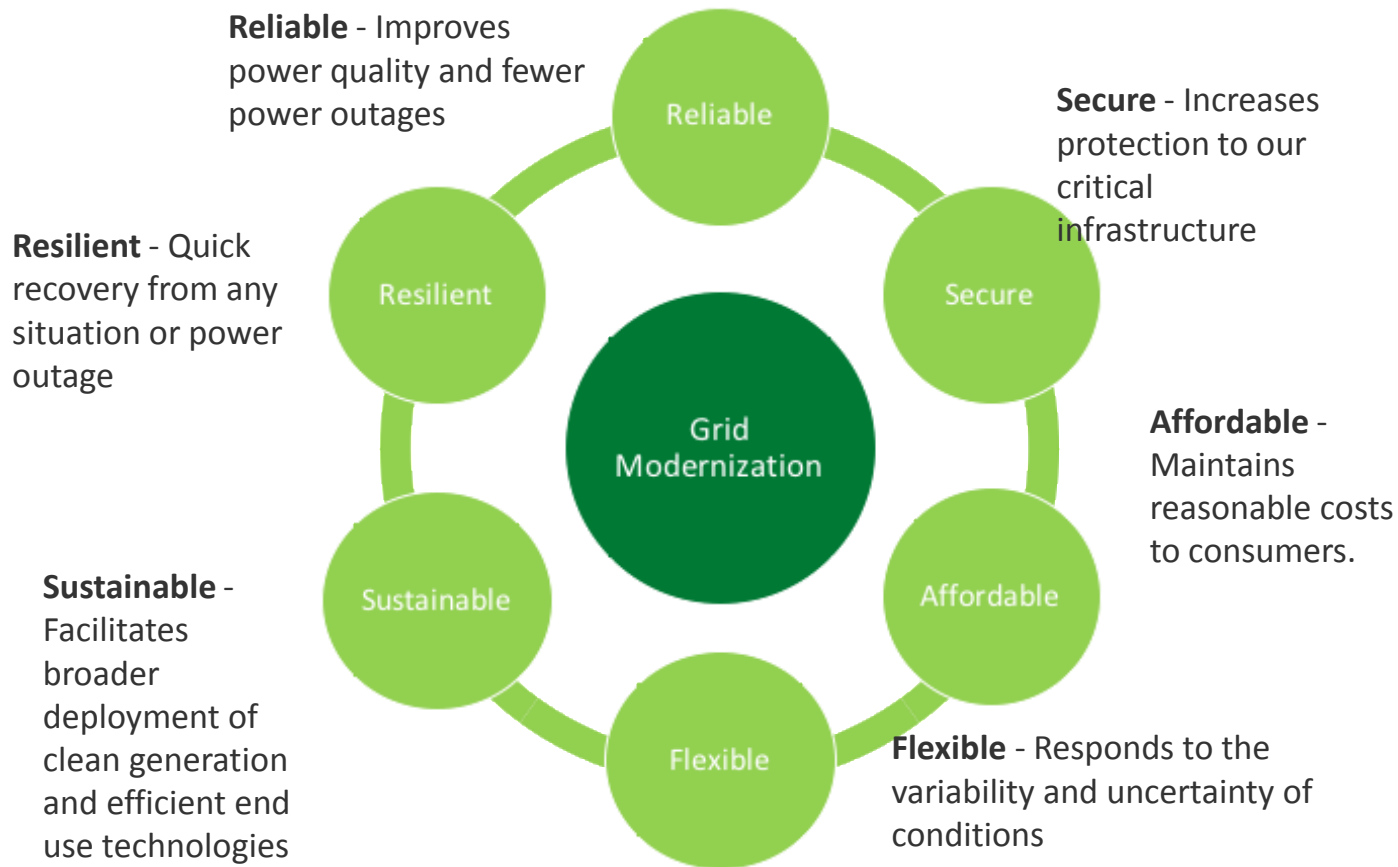 Reliable - Improves
power quality and fewer
power outages
Reliable
Secure - Increases
protection to our
critical
infrastructure
Resilient - Quick
recovery from any
situation or power
outage
Resilient
Secure
Grid
Modernization
Affordable -
Maintains
reasonable costs
to consumers.
Sustainable -
Facilitates
broader
deployment of
clean generation
and efficient end
use technologies
Sustainable
Affordable
Flexible
Flexible - Responds to the
variability and uncertainty of
conditions